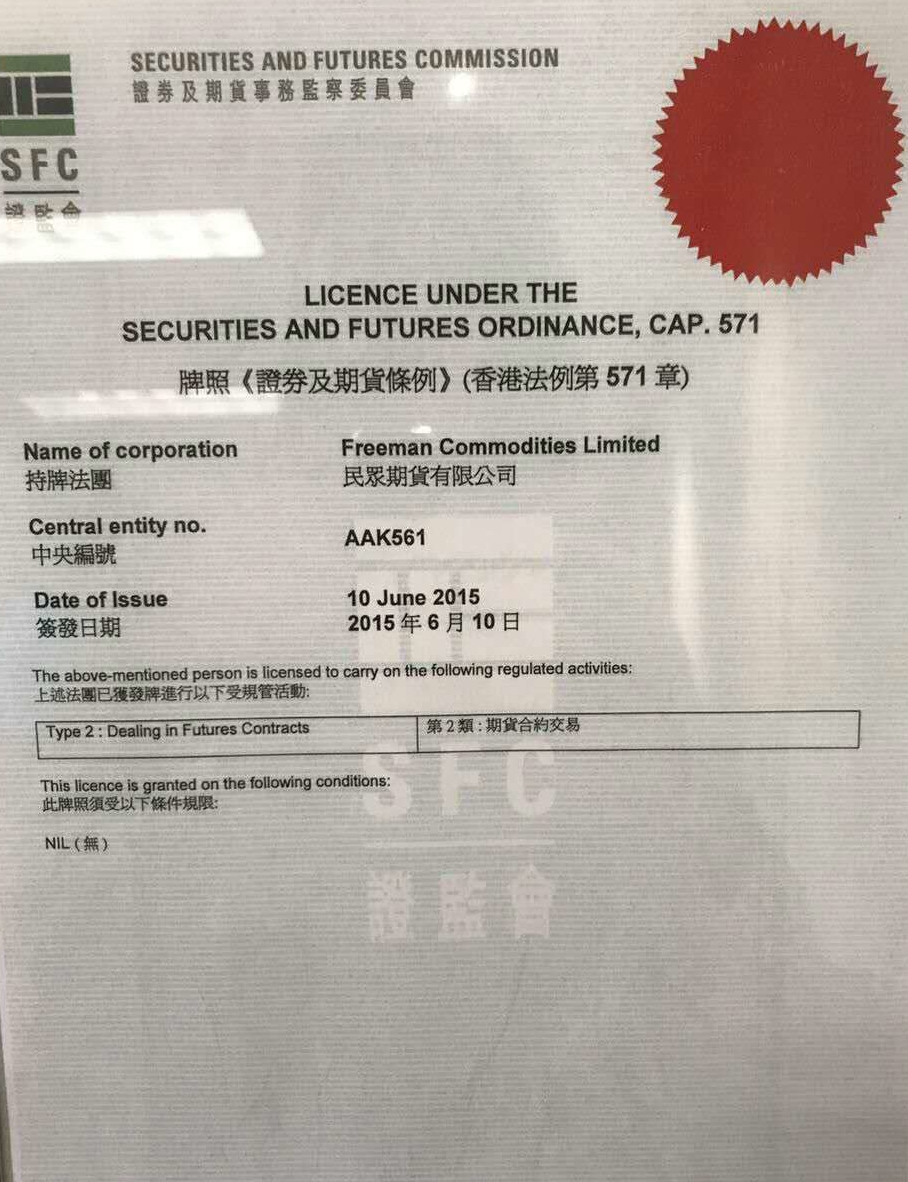 SECURITIES AND FUTURES COMMISSION
證券及期貨事務監察委員會
SFC
證監會
LICENCE UNDER THE
SECURITIES AND FUTURES ORDINANCE, CAP. 571
牌照《證券及期貨條例》(香港法例第 571 章)
Name of corporation Freeman Commodities Limited
持牌法團 民眾期貨有限公司
Central entity no. AAK561
中央編號
Date of Issue 10 June 2015
簽發日期 2015 年 6 月 10 日
The above-mentioned person is licensed to carry on the following regulated activities:
上述法團已獲發牌進行以下受規管活動:
Type 2 : Dealing in Futures Contracts 第 2 類 : 期貨合約交易
This licence is granted on the following conditions:
此牌照須受以下條件規限:
NIL ( 無 )
SFC
證監會